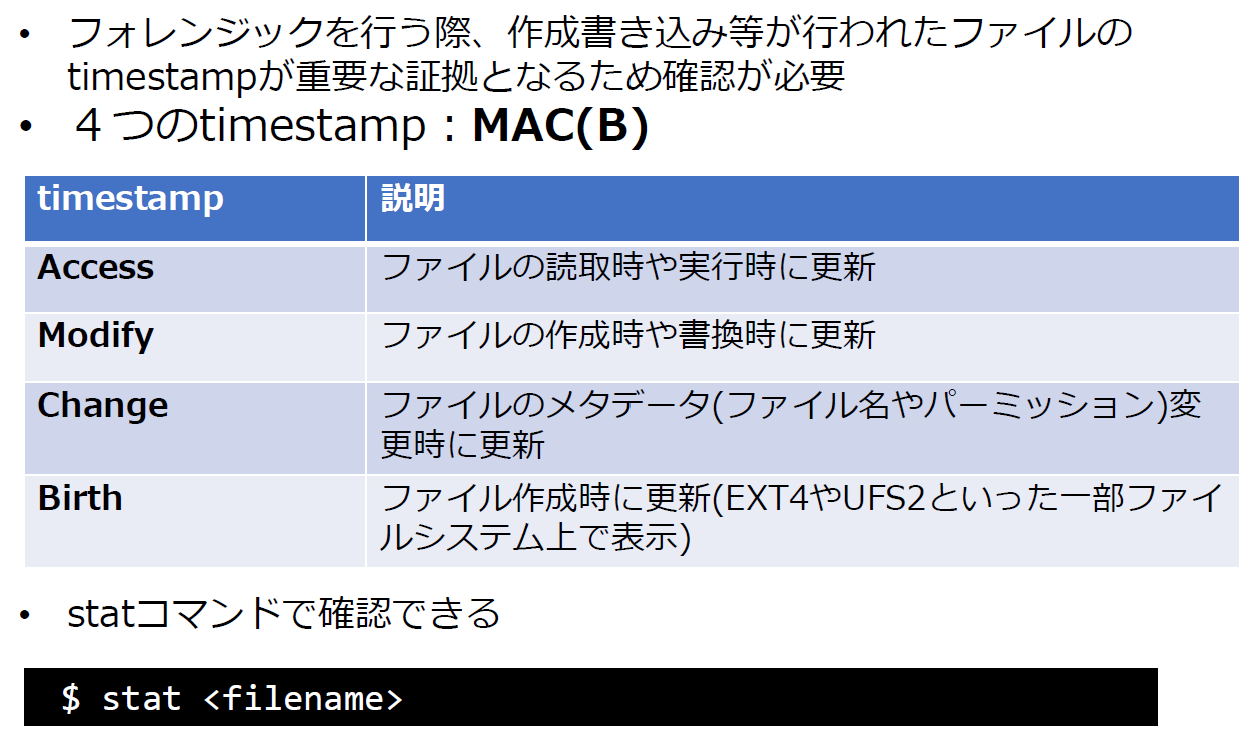 • フォレンジックを行う際、作成書き込み等が行われたファイルの
timestampが重要な証拠となるため確認が必要
• ４つのtimestamp：MAC(B)
timestamp 説明
Access ファイルの読取時や実行時に更新
Modify ファイルの作成時や書換時に更新
Change ファイルのメタデータ(ファイル名やパーミッション)変
更時に更新
Birth ファイル作成時に更新(EXT4やUFS2といった一部ファイ
ルシステム上で表示)
• statコマンドで確認できる
$ stat <filename>